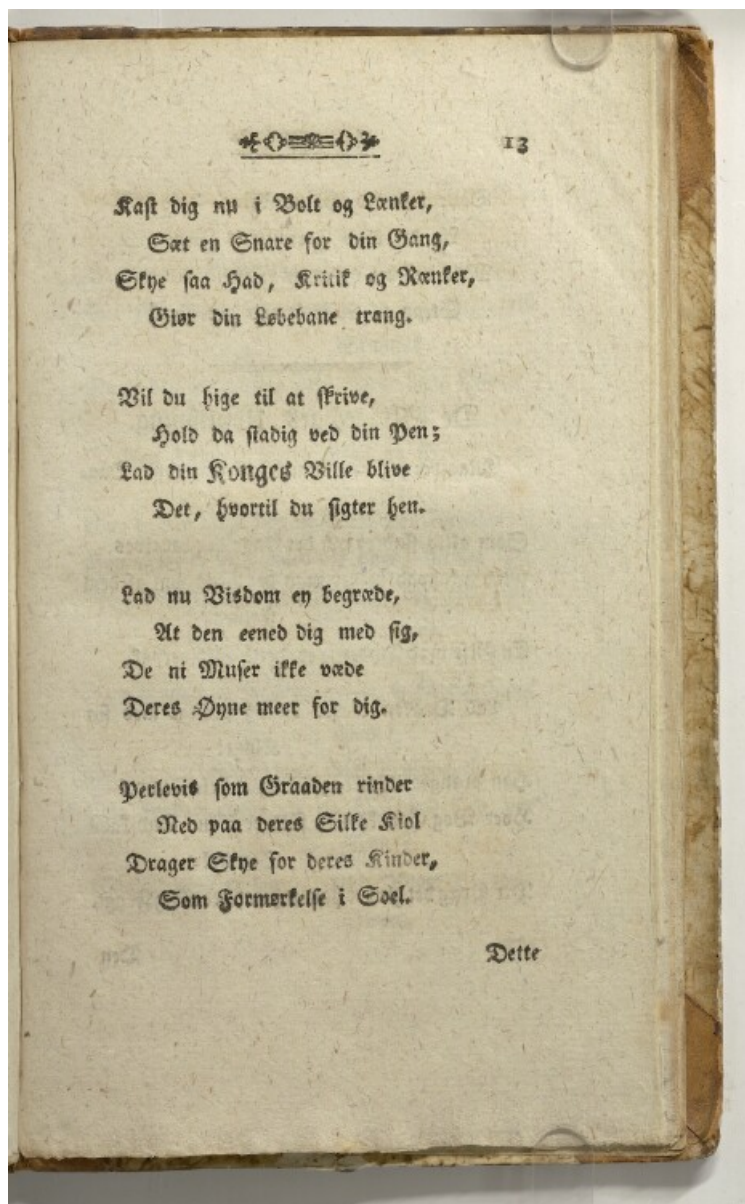 13
Kast dig nu i Bolt og Lænker,
Sæt en Snare for din Gang,
Skye saa Had, Kritik og Rænker,
Giør din Løbebane trang.
Vil du hige til at skrive,
Hold da stadig ved din Pen;
Lad din Konges Ville blive
Det, hvortil du sigter hen.
Lad nu Visdom ey begræde,
At den eened dig med sig,
De ni Muser ikke væde
Deres Øyne meer for dig.
Perlevis som Graaden rinder
Ned paa deres Silke Kiol
Drager Skye for deres Kinder,
Som Formørkelse i Soel.
Dette